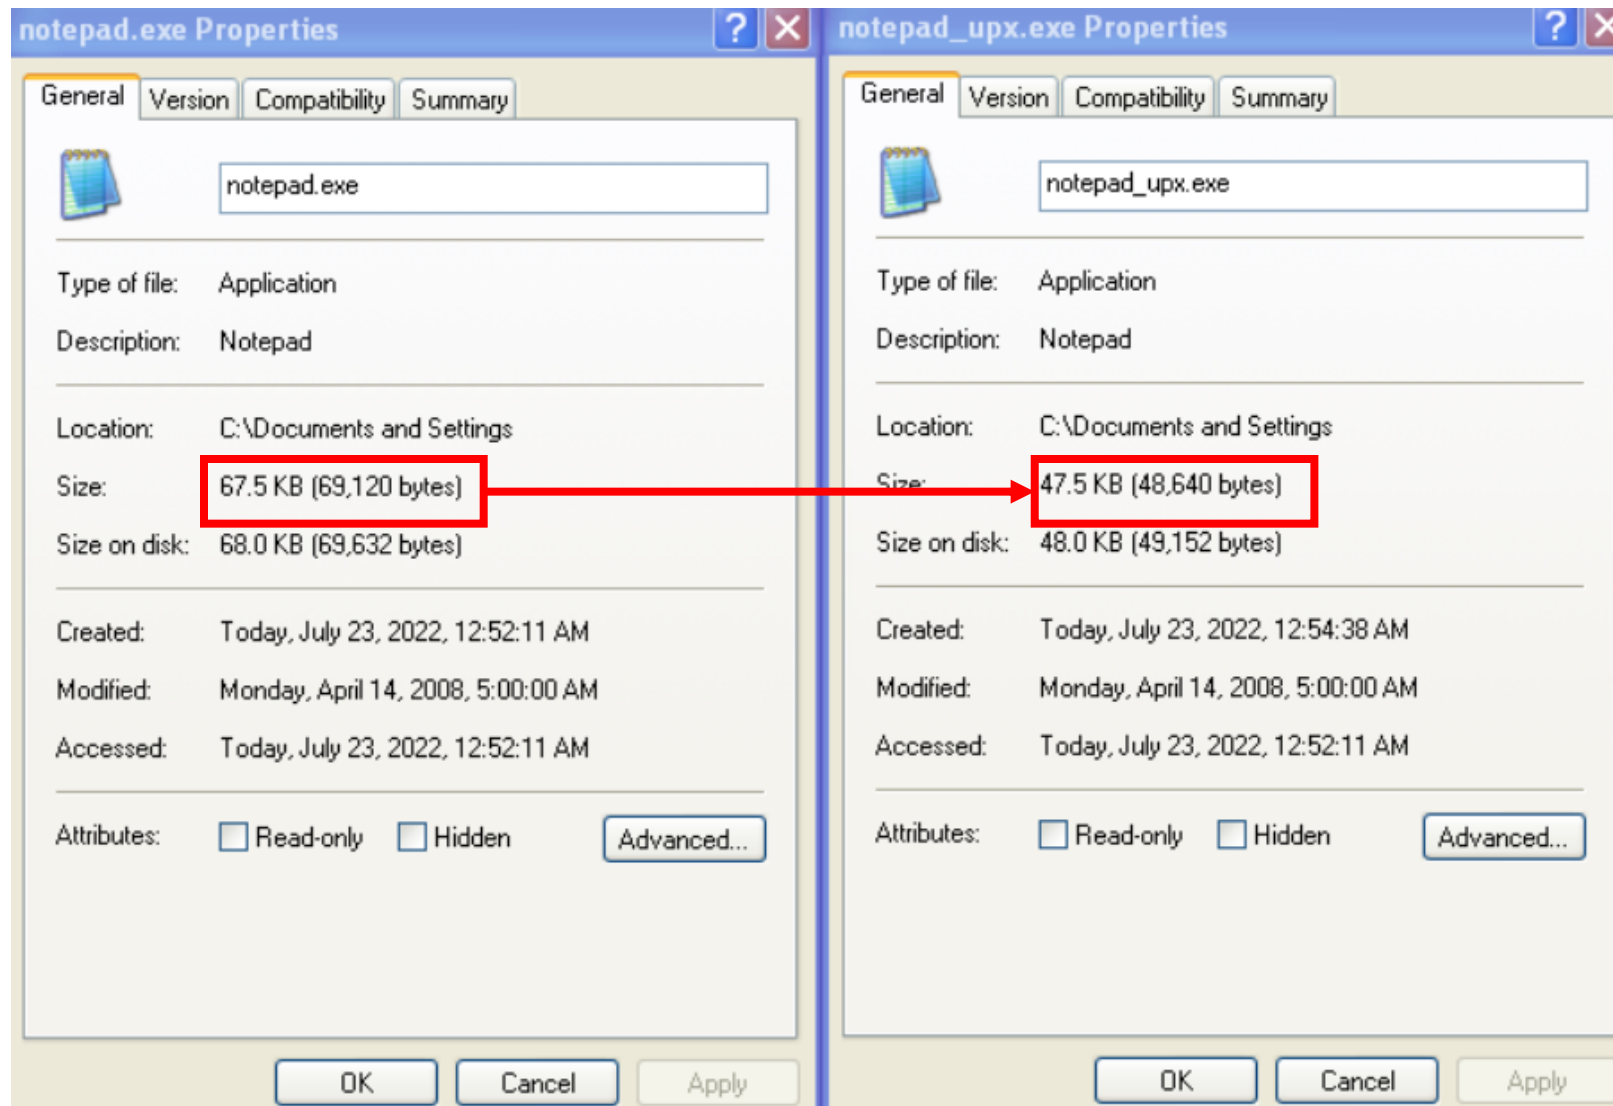 notepad.exe Properties
General Version Compatibility Summary
notepad.exe
Type of file: Application
Description: Notepad
Location: C:\Documents and Settings
Size: 67.5 KB (69,120 bytes)
Size on disk: 68.0 KB (69,632 bytes)
Created: Today, July 23, 2022, 12:52:11 AM
Modified: Monday, April 14, 2008, 5:00:00 AM
Accessed: Today, July 23, 2022, 12:52:11 AM
Attributes: Read-only Hidden Advanced...
OK Cancel Apply
notepad_upx.exe Properties
General Version Compatibility Summary
notepad_upx.exe
Type of file: Application
Description: Notepad
Location: C:\Documents and Settings
Size: 47.5 KB (48,640 bytes)
Size on disk: 48.0 KB (49,152 bytes)
Created: Today, July 23, 2022, 12:54:38 AM
Modified: Monday, April 14, 2008, 5:00:00 AM
Accessed: Today, July 23, 2022, 12:52:11 AM
Attributes: Read-only Hidden Advanced...
OK Cancel Apply